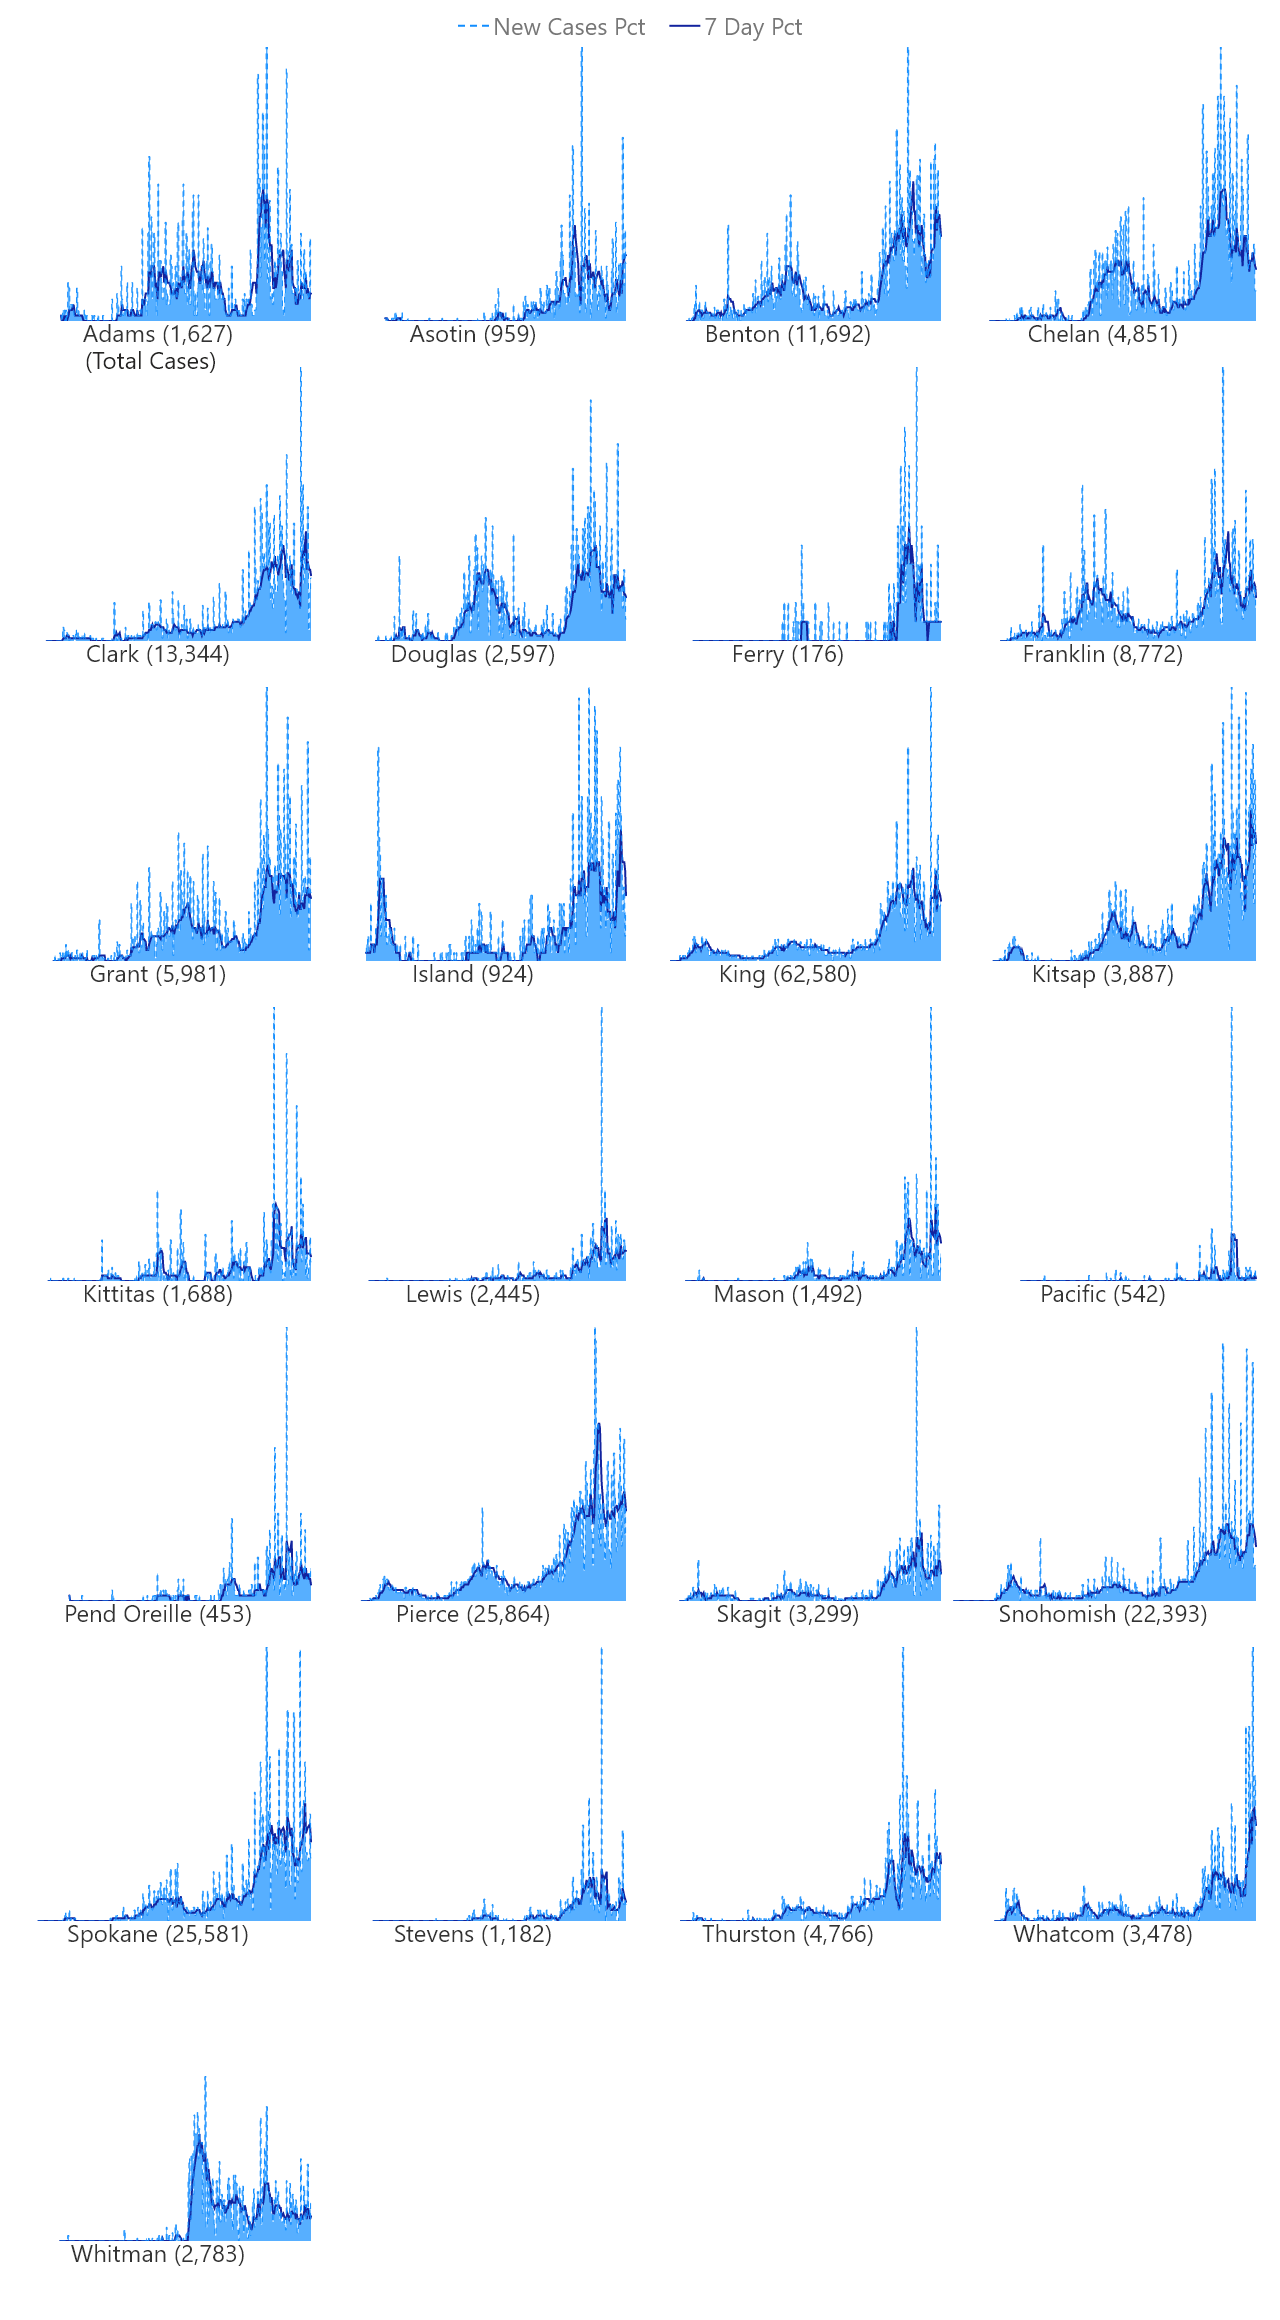 New Cases Pct 7 Day Pct
Adams (1,627) Asotin (959) Benton (11,692) Chelan (4,851)
(Total Cases)
Clark (13,344) Douglas (2,597) Ferry (176) Franklin (8,772)
Grant (5,981) Island (924) King (62,580) Kitsap (3,887)
Kittitas (1,688) Lewis (2,445) Mason (1,492) Pacific (542)
Pend Oreille (453) Pierce (25,864) Skagit (3,299) Snohomish (22,393)
Spokane (25,581) Stevens (1,182) Thurston (4,766) Whatcom (3,478)
Whitman (2,783)